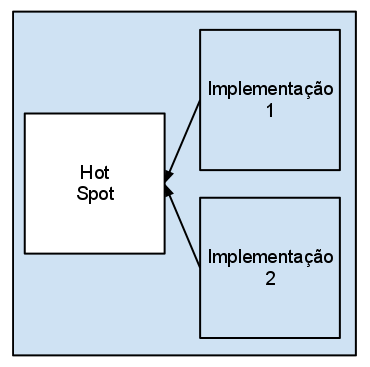 Hot
Spot
Implementação
1
Implementação
2